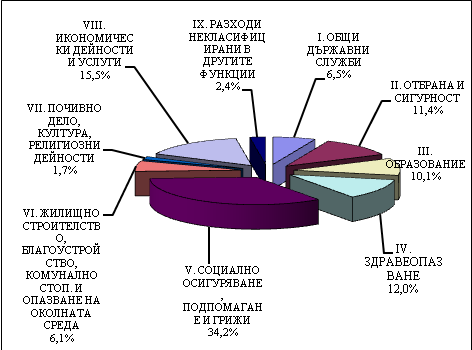 VIII.
ИКОНОМИЧЕС
КИ ДЕЙНОСТИ
И УСЛУГИ
15,5%
IX. РАЗХОДИ
НЕКЛАСИФИЦ
ИРАНИ В
ДРУГИТЕ
ФУНКЦИИ
2,4%
I. ОБЩИ
ДЪРЖАВНИ
СЛУЖБИ
6,5%
II. ОТБРАНА И
СИГУРНОСТ
11,4%
III.
ОБРАЗОВАНИЕ
10,1%
IV.
ЗДРАВЕОПАЗ
ВАНЕ
12,0%
V. СОЦИАЛНО
ОСИГУРЯВАНЕ
,
ПОДПОМАГАН
Е И ГРИЖИ
34,2%
VI. ЖИЛИЩНО
СТРОИТЕЛСТВ
О,
БЛАГОУСТРОЙ
СТВО,
КОМУНАЛНО
СТОП. И
ОПАЗВАНЕ НА
ОКОЛНАТА
СРЕДА
6,1%
VII. ПОЧИВНО
ДЕЛО,
КУЛТУРА,
РЕЛИГИОЗНИ
ДЕЙНОСТИ
1,7%